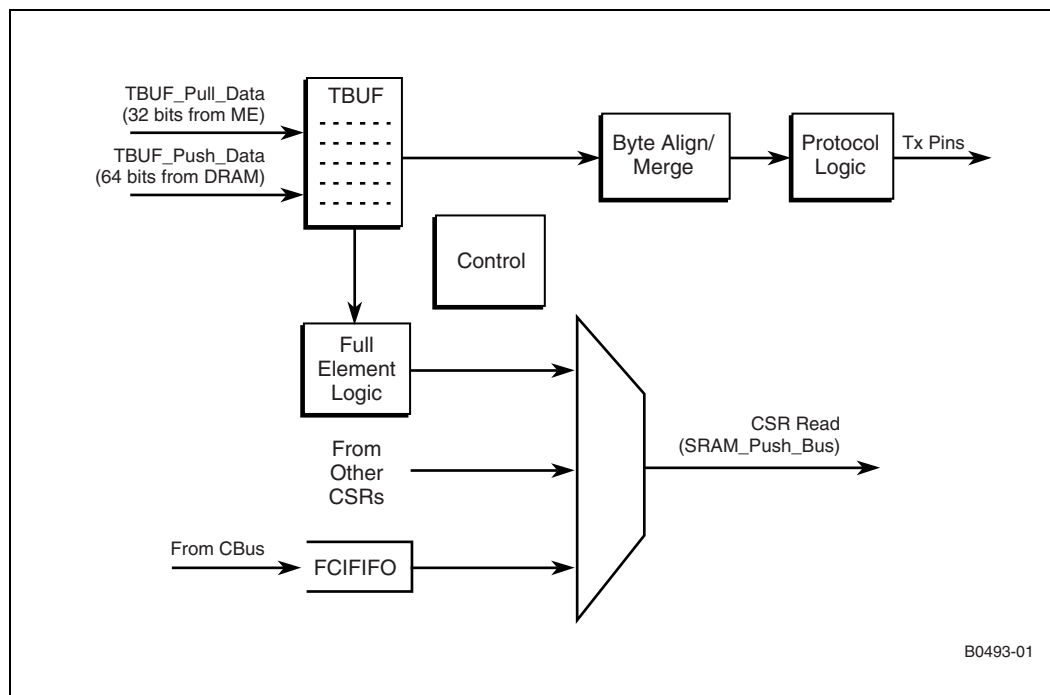 TBUF_Pull_Data
(32 bits from ME)
TBUF_Push_Data
(64 bits from DRAM)
TBUF
Byte Align/
Merge
Protocol
Logic
Tx Pins
Control
Full
Element
Logic
From
Other
CSRs
CSR Read
(SRAM_Push_Bus)
From CBus
FCIFIFO
B0493-01